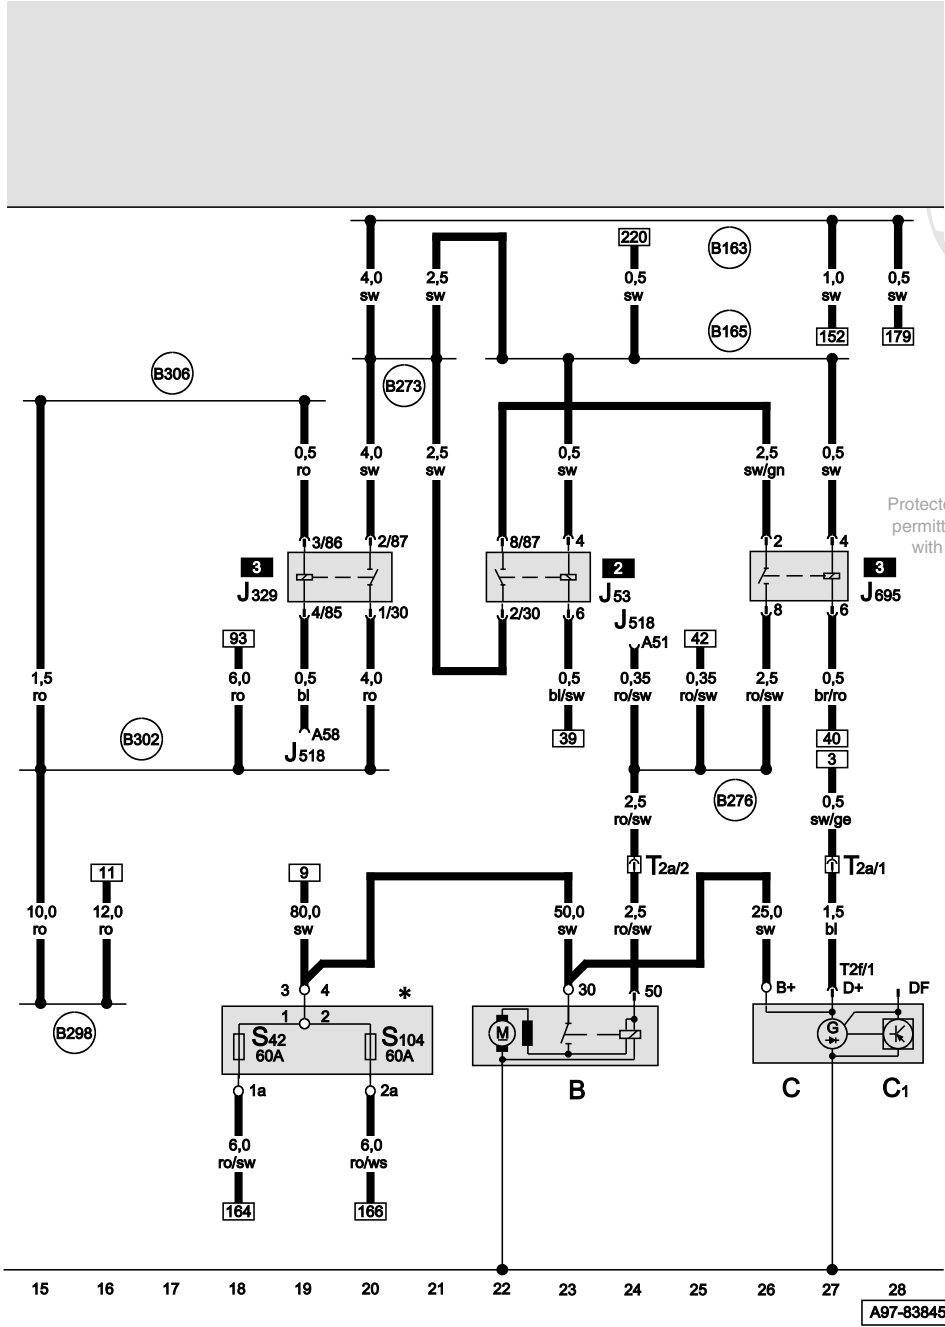 B163
220
4,0
sw
2,5
sw
0,5
sw
1,0
sw
0,5
sw
B165
152
179
B306
B273
0,5
ro
4,0
sw
2,5
sw
0,5
sw
2,5
sw/gn
0,5
sw
Protecte
permitt
with
3/86
2/87
8/87
4
2
4
3
J329
2
J53
3
J695
4/85
1/30
2/30
6
8
6
J518
A51
93
42
1,5
ro
6,0
ro
0,5
bl
4,0
ro
0,5
bl/sw
0,35
ro/sw
0,35
ro/sw
2,5
ro/sw
0,5
br/ro
A58
J518
B302
39
40
3
B276
2,5
ro/sw
0,5
sw/ge
T2a/2
T2a/1
11
9
10,0
ro
12,0
ro
80,0
sw
50,0
sw
2,5
ro/sw
25,0
sw
1,5
bl
T2f/1
3 4
*
30
50
B+
D+
DF
B298
1 2
S42
60A
S104
60A
M
G
1a
2a
B
C
C1
6,0
ro/sw
6,0
ro/ws
164
166
15 16 17 18 19 20 21 22 23 24 25 26 27 28
A97-83845